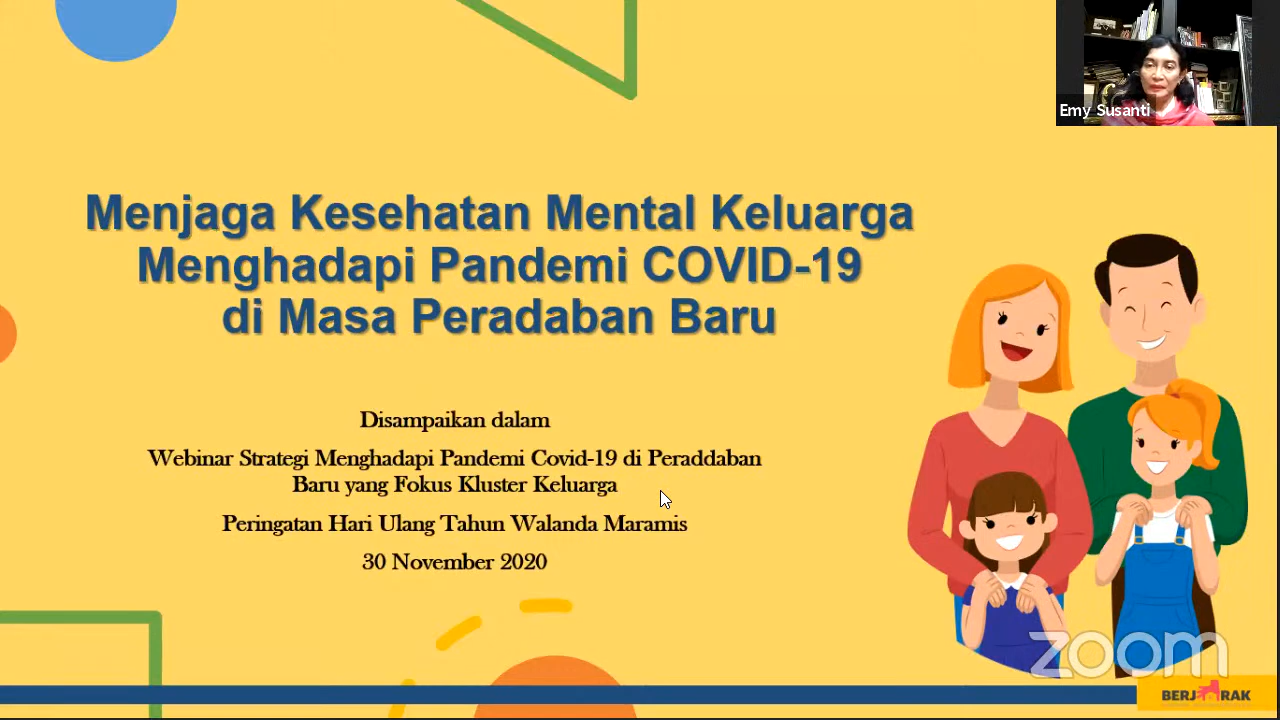 Emy Susanti
Menjaga Kesehatan Mental Keluarga
Menghadapi Pandemi COVID-19
di Masa Peradaban Baru
Disampaikan dalam
Webinar Strategi Menghadapi Pandemi Covid-19 di Peraddaban
Baru yang Fokus Kluster Keluarga
Peringatan Hari Ulang Tahun Walanda Maramis
30 November 2020
zoom
BERJARAK